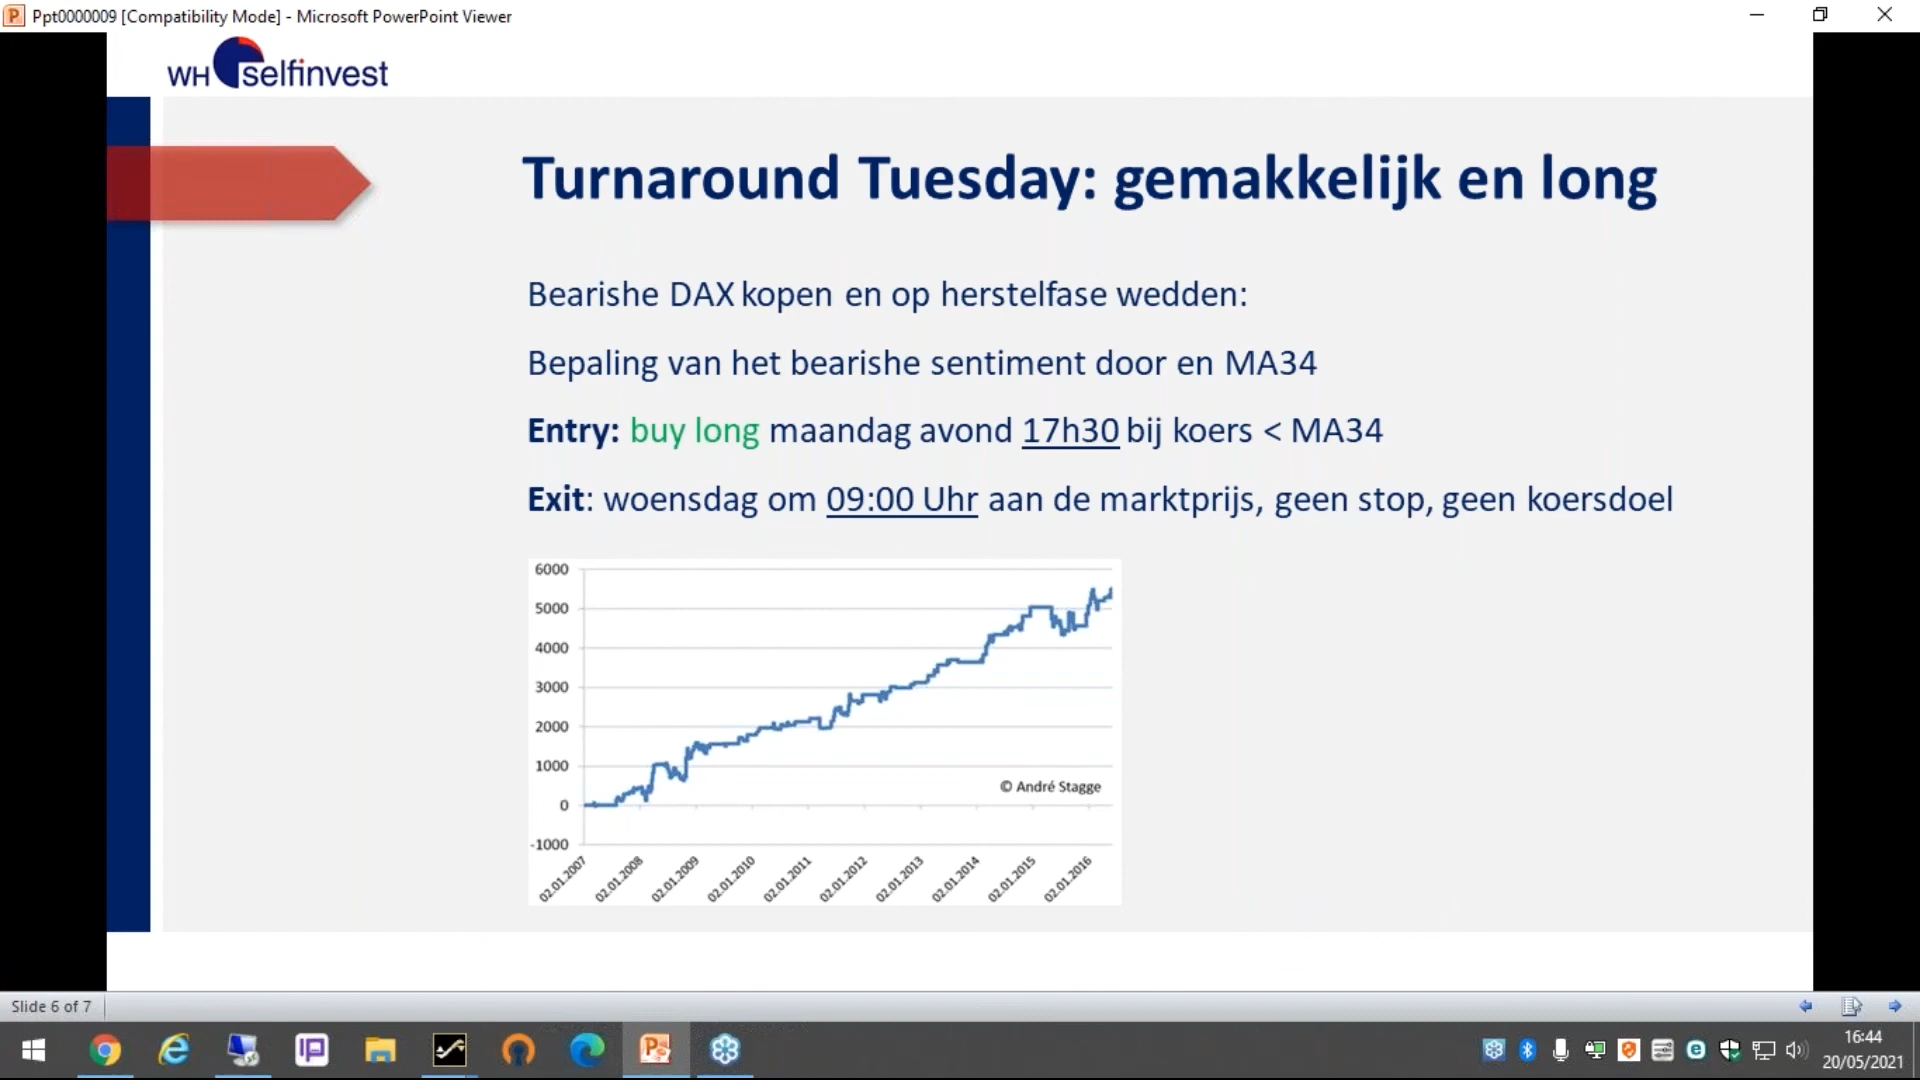 Ppt0000009 [Compatibility Mode] - Microsoft PowerPoint Viewer
WH selfinvest
Turnaround Tuesday: gemakkelijk en long
Bearishe DAX kopen en op herstelfase wedden:
Bepaling van het bearishe sentiment door en MA34
Entry: buy long maandag avond 17h30 bij koers < MA34
Exit: woensdag om 09:00 Uhr aan de marktprijs, geen stop, geen koersdoel
6000
5000
4000
3000
2000
1000
0
-1000
© André Stagge
02.01.2007
02.01.2008
02.01.2009
02.01.2010
02.01.2011
02.01.2012
02.01.2013
02.01.2014
02.01.2015
02.01.2016
Slide 6 of 7
16:44
20/05/2021